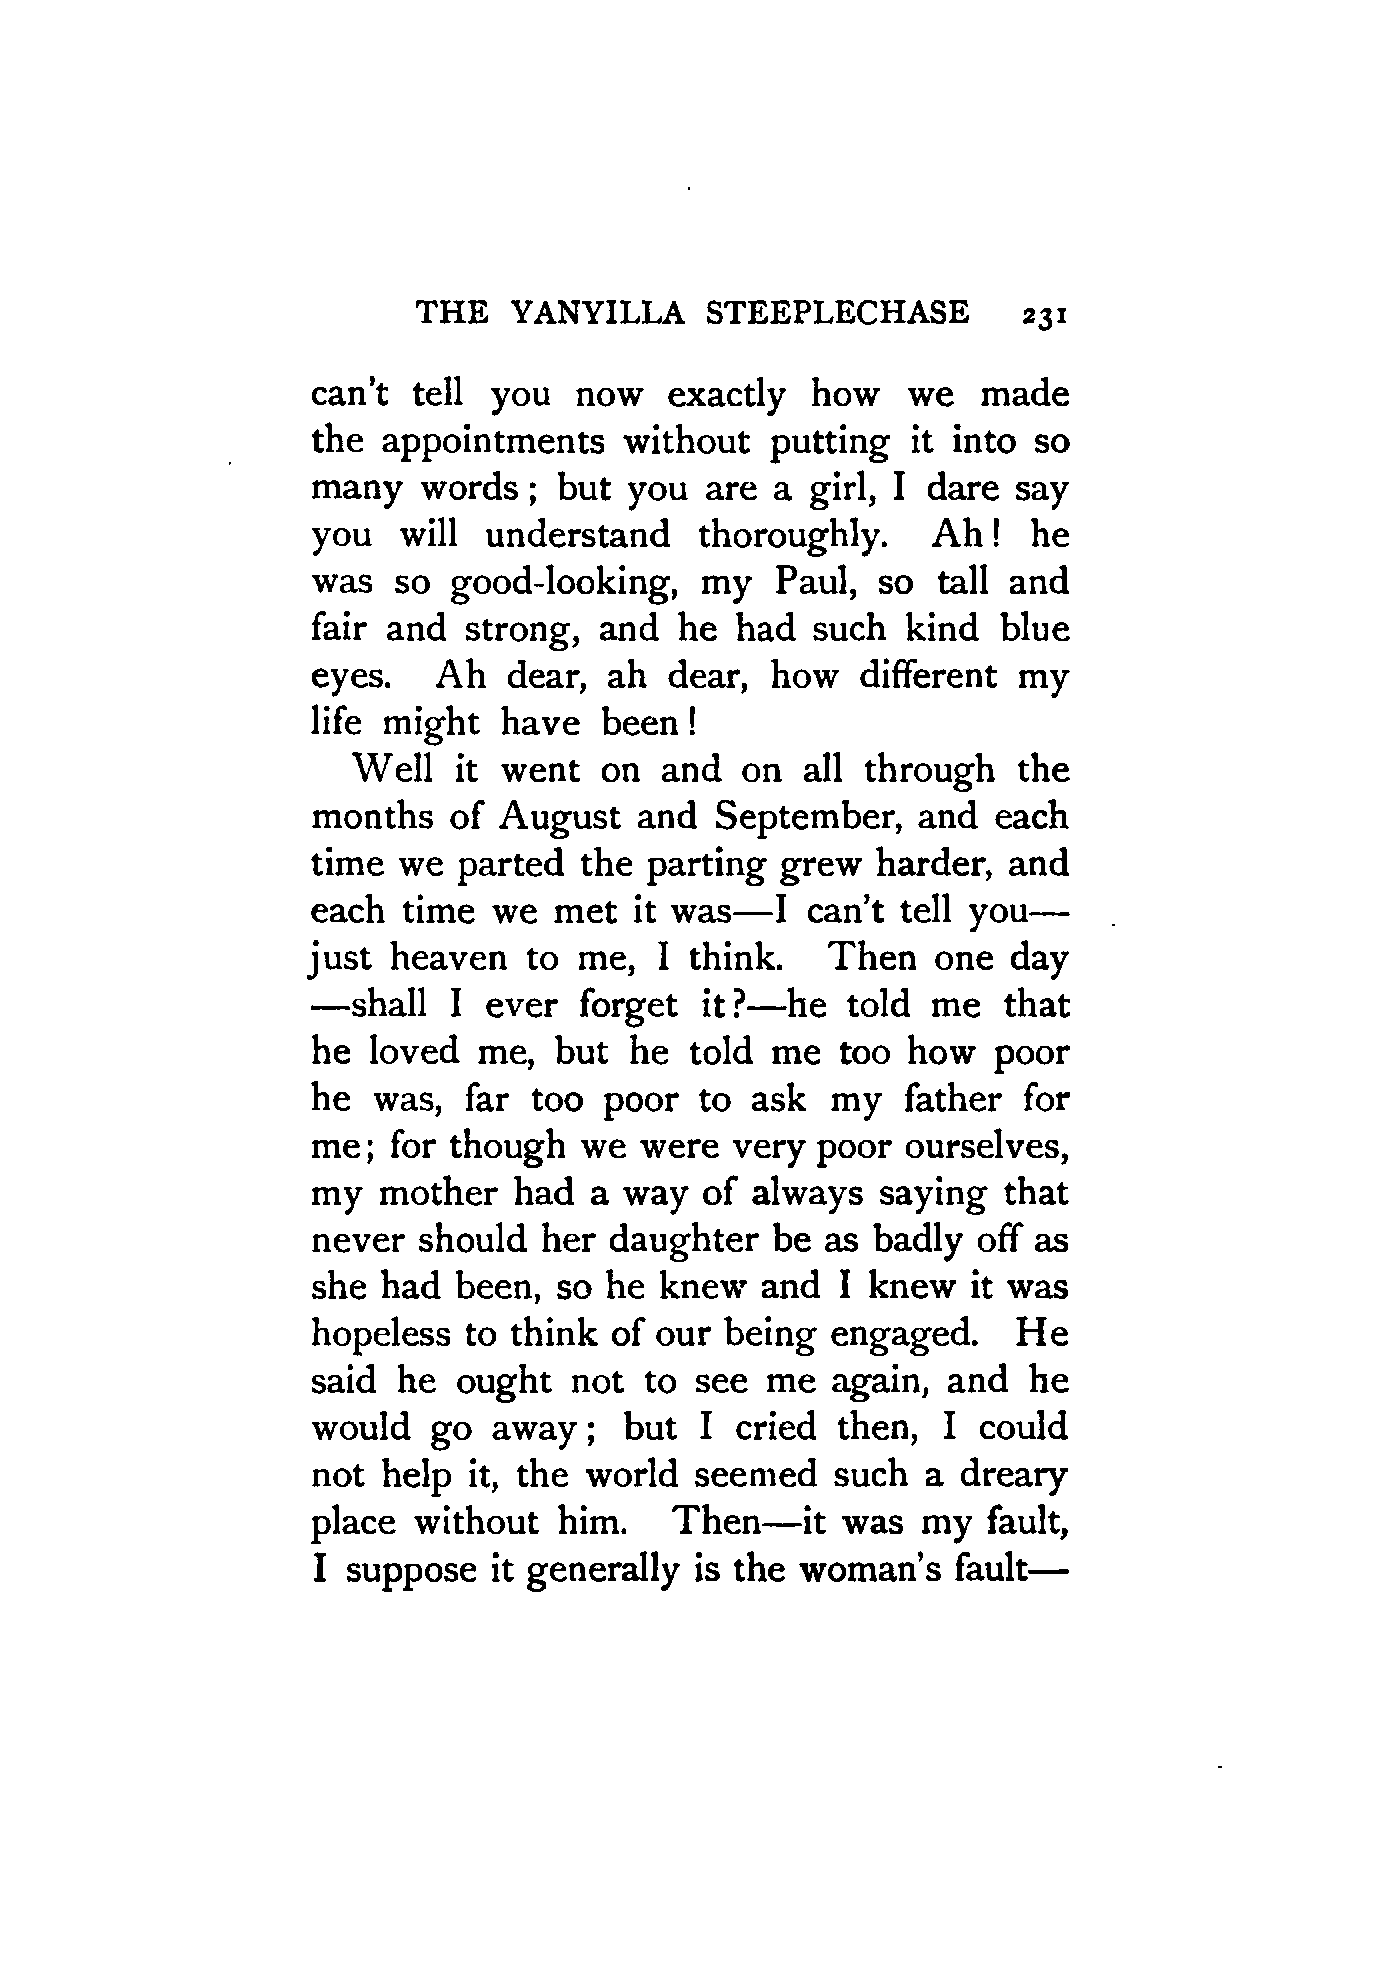 THE YANYILLA STEEPLECHASE 231
can't tell you now exactly how we made
the appointments without putting it into so
many words; but you are a girl, I dare say
you will understand thoroughly. Ah! he
was so good-looking, my Paul, so tall and
fair and strong, and he had such kind blue
eyes. Ah dear, ah dear, how different my
life might have been!
Well it went on and on all through the
months of August and September, and each
time we parted the parting grew harder, and
each time we met it was—I can't tell you—
just heaven to me, I think. Then one day
—shall I ever forget it?—he told me that
he loved me, but he told me too how poor
he was, far too poor to ask my father for
me; for though we were very poor ourselves,
my mother had a way of always saying that
never should her daughter be as badly off as
she had been, so he knew and I knew it was
hopeless to think of our being engaged. He
said he ought not to see me again, and he
would go away; but I cried then, I could
not help it, the world seemed such a dreary
place without him. Then—it was my fault,
I suppose it generally is the woman's fault—